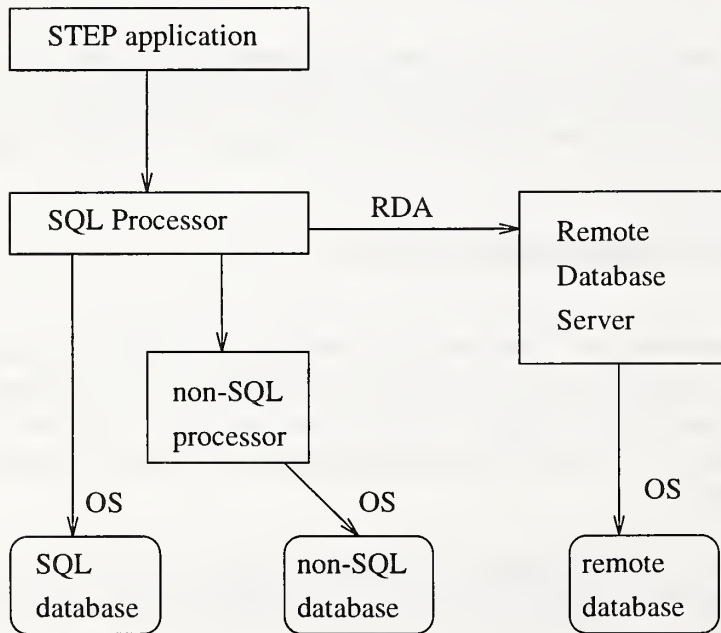 STEP application
SQL Processor
RDA
Remote
Database
Server
non-SQL
processor
OS
OS
OS
SQL
database
non-SQL
database
remote
database